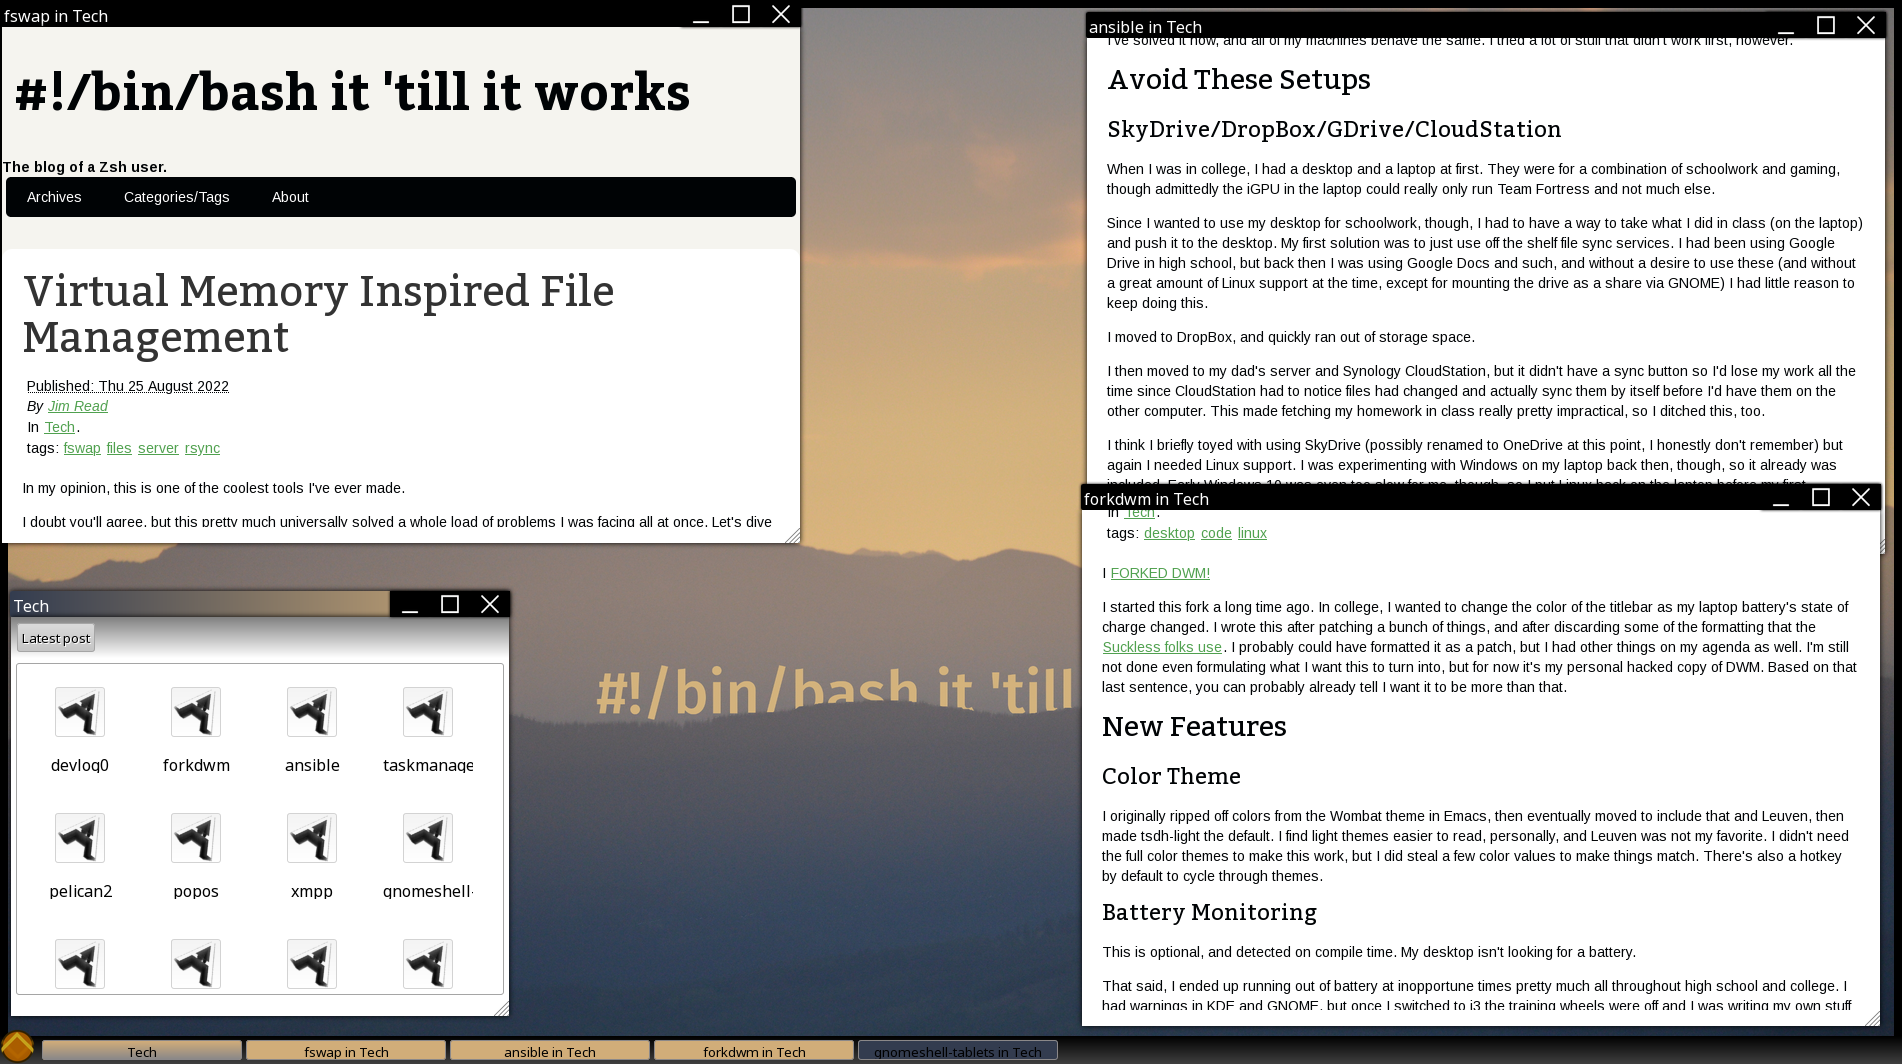 fswap in Tech
#!/bin/bash it 'till it works
The blog of a Zsh user.
Archives Categories/Tags About
Virtual Memory Inspired File
Management
Published: Thu 25 August 2022
By Jim Read
In Tech.
tags: fswap files server rsync
In my opinion, this is one of the coolest tools I've ever made.
I doubt you'll agree, but this pretty much universally solved a whole load of problems I was facing all at once. Let's dive
ansible in Tech
I've solved it now, and all of my machines behave the same. I tried a lot of stuff that didn't work first, however.
Avoid These Setups
SkyDrive/DropBox/GDrive/CloudStation
When I was in college, I had a desktop and a laptop at first. They were for a combination of schoolwork and gaming,
though admittedly the iGPU in the laptop could really only run Team Fortress and not much else.
Since I wanted to use my desktop for schoolwork, though, I had to have a way to take what I did in class (on the laptop)
and push it to the desktop. My first solution was to just use off the shelf file sync services. I had been using Google
Drive in high school, but back then I was using Google Docs and such, and without a desire to use these (and without
a great amount of Linux support at the time, except for mounting the drive as a share via GNOME) I had little reason to
keep doing this.
I moved to DropBox, and quickly ran out of storage space.
I then moved to my dad's server and Synology CloudStation, but it didn't have a sync button so I'd lose my work all the
time since CloudStation had to notice files had changed and actually sync them by itself before I'd have them on the
other computer. This made fetching my homework in class really pretty impractical, so I ditched this, too.
I think I briefly toyed with using SkyDrive (possibly renamed to OneDrive at this point, I honestly don't remember) but
again I needed Linux support. I was experimenting with Windows on my laptop back then, though, so it already was
included. Early Windows 10 was even too slow for me, though, so I put Linux back on the laptop before my first
forkdwm in Tech
In Tech.
tags: desktop code linux
I FORKED DWM!
I started this fork a long time ago. In college, I wanted to change the color of the titlebar as my laptop battery's state of
charge changed. I wrote this after patching a bunch of things, and after discarding some of the formatting that the
Suckless folks use. I probably could have formatted it as a patch, but I had other things on my agenda as well. I'm still
not done even formulating what I want this to turn into, but for now it's my personal hacked copy of DWM. Based on that
last sentence, you can probably already tell I want it to be more than that.
New Features
Color Theme
I originally ripped off colors from the Wombat theme in Emacs, then eventually moved to include that and Leuven, then
made tsdh-light the default. I find light themes easier to read, personally, and Leuven was not my favorite. I didn't need
the full color themes to make this work, but I did steal a few color values to make things match. There's also a hotkey
by default to cycle through themes.
Battery Monitoring
This is optional, and detected on compile time. My desktop isn't looking for a battery.
That said, I ended up running out of battery at inopportune times pretty much all throughout high school and college. I
had warnings in KDE and GNOME, but once I switched to i3 the training wheels were off and I was writing my own stuff
Tech
Latest post
devlog0 forkdwm ansible taskmanage
pelican2 popos xmpp gnomeshell-
#!/bin/bash it 'till
Tech fswap in Tech ansible in Tech forkdwm in Tech gnomeshell-tablets in Tech